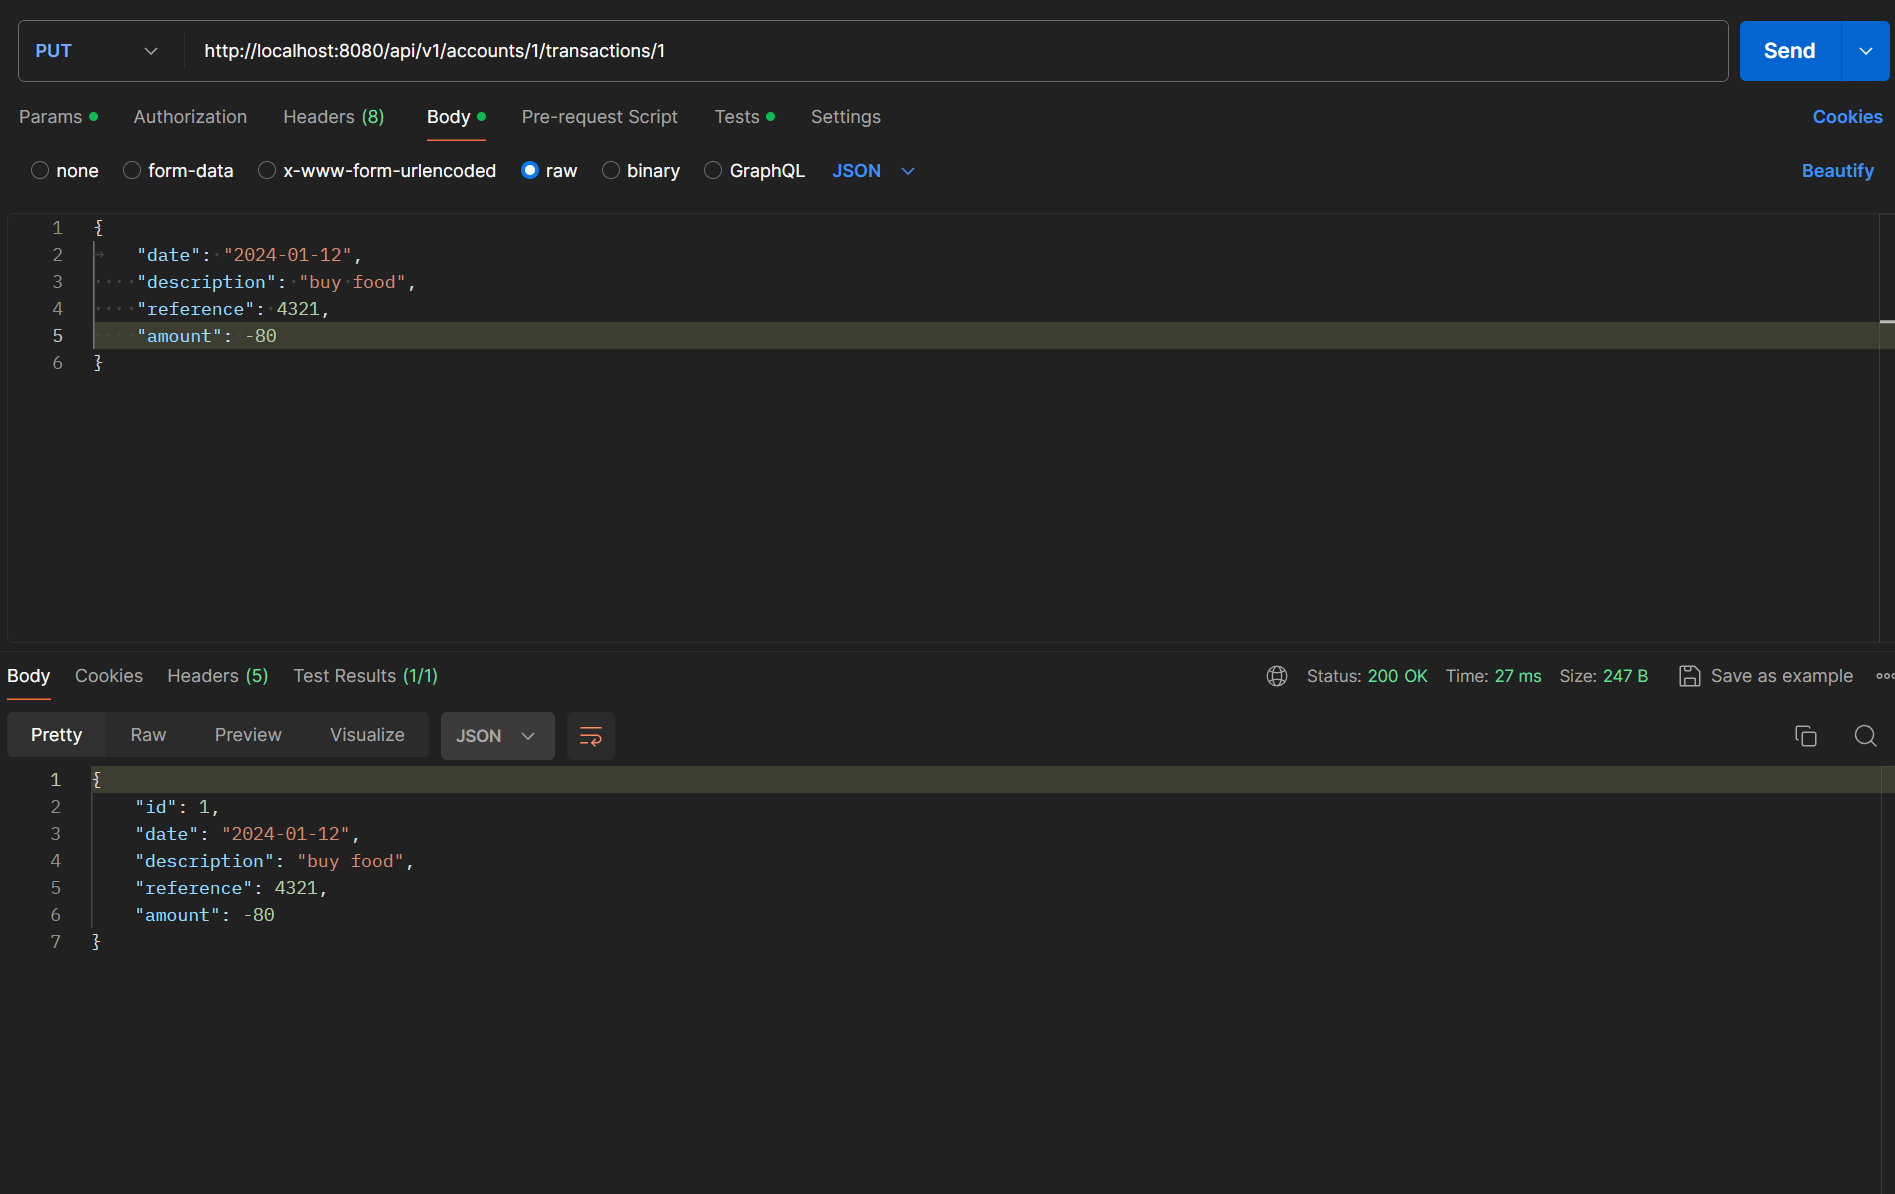 PUT http://localhost:8080/api/v1/accounts/1/transactions/1 Send
Params Authorization Headers (8) Body Pre-request Script Tests Settings Cookies
none form-data x-www-form-urlencoded raw binary GraphQL JSON Beautify
1 {
2 "date": "2024-01-12",
3 "description": "buy food",
4 "reference": 4321,
5 "amount": -80
6 }
Body Cookies Headers (5) Test Results (1/1) Status: 200 OK Time: 27 ms Size: 247 B Save as example
Pretty Raw Preview Visualize JSON
1 {
2 "id": 1,
3 "date": "2024-01-12",
4 "description": "buy food",
5 "reference": 4321,
6 "amount": -80
7 }